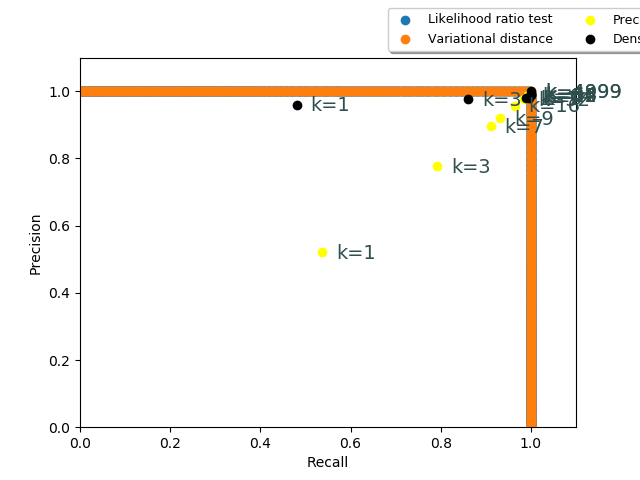 Likelihood ratio test
Variational distance
Prec
Dens
Precision
1.0
0.8
0.6
0.4
0.2
0.0
k=4999
k=3
k=1
k=16
k=9
k=7
k=3
k=1
0.0 0.2 0.4 0.6 0.8 1.0
Recall